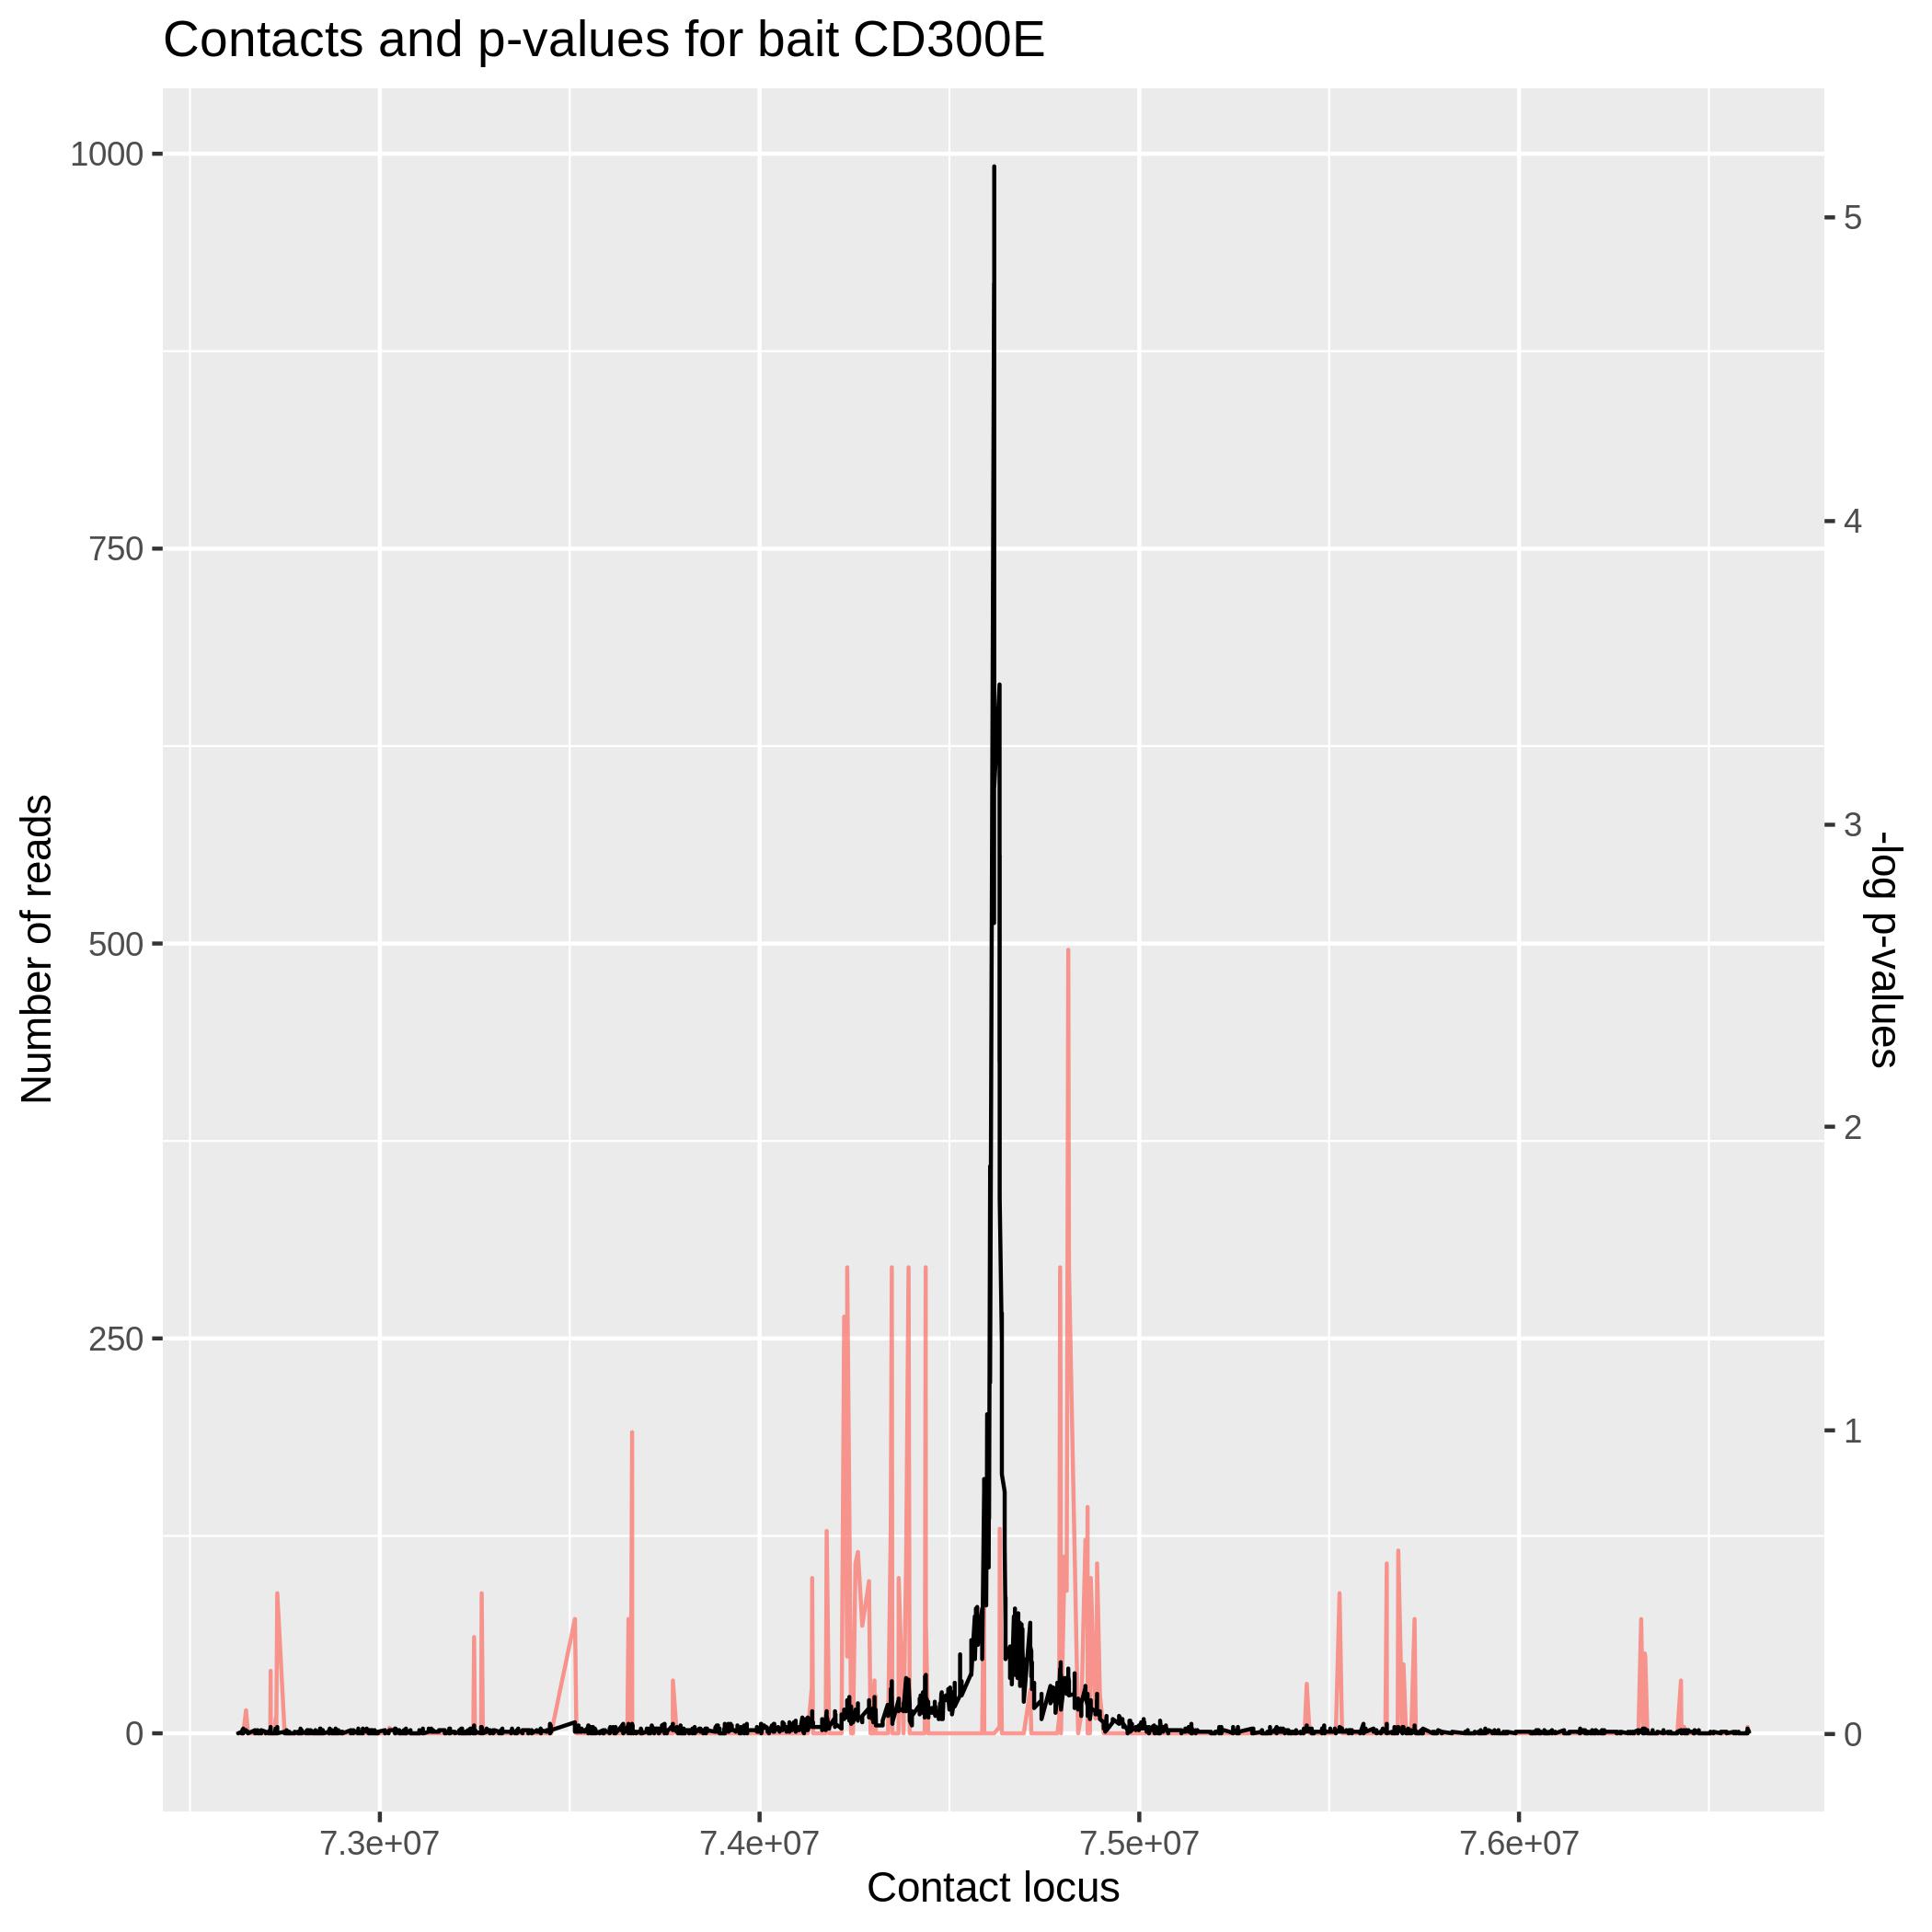 Contacts and p-values for bait CD300E
1000
750
500
250
0
Number of reads
5
4
3
2
1
0
-log p-values
7.3e+07
7.4e+07
7.5e+07
7.6e+07
Contact locus